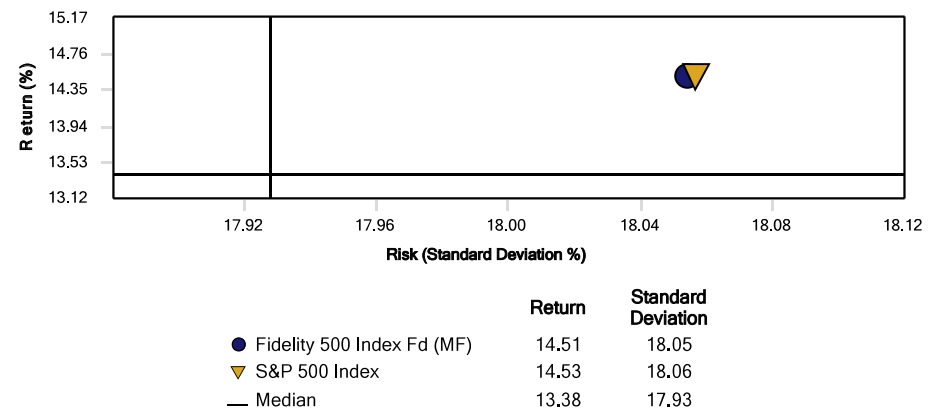 15.17
14.76
14.35
13.94
13.53
13.12
Return (%)
17.92 17.96 18.00 18.04 18.08 18.12
Risk (Standard Deviation %)
Return Standard Deviation
Fidelity 500 Index Fd (MF) 14.51 18.05
S&P 500 Index 14.53 18.06
Median 13.38 17.93